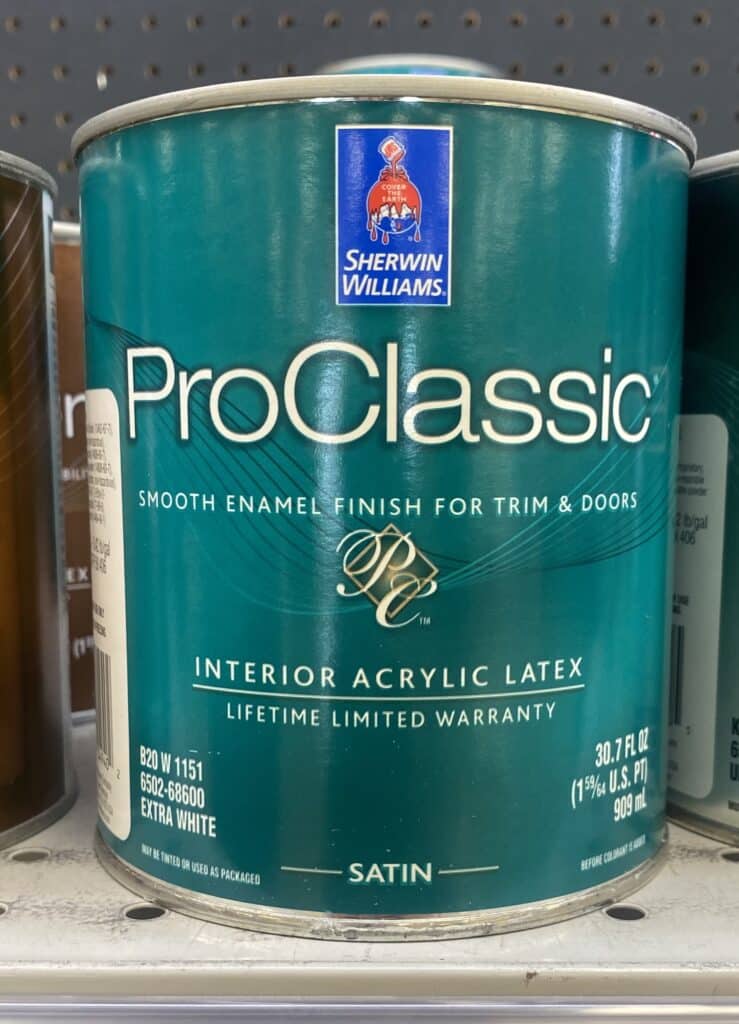 COVER
THE
EARTH
SHERWIN
WILLIAMS.
ProClassic
SMOOTH ENAMEL FINISH FOR TRIM & DOORS
PC™
INTERIOR ACRYLIC LATEX
LIFETIME LIMITED WARRANTY
B20 W 1151
6502-68600
EXTRA WHITE
MAY BE TINTED OR USED AS PACKAGED
30.7 FL OZ
(1 59/64 U.S. PT)
909 mL
BEFORE COLORANT IS ADDED
SATIN